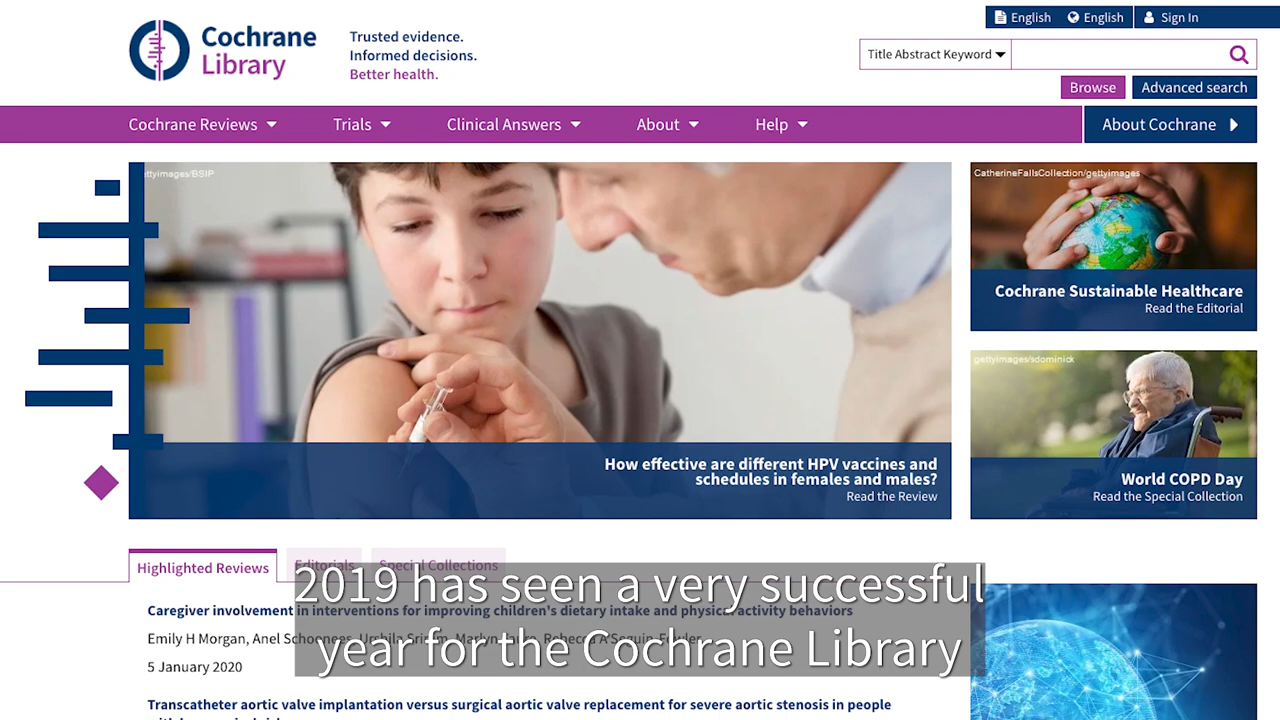 English English Sign In
Cochrane
Library
Trusted evidence.
Informed decisions.
Better health.
Title Abstract Keyword
Browse Advanced search
Cochrane Reviews Trials Clinical Answers About Help About Cochrane
ettyimages/BSIP
CatherineFallsCollection/gettyimages
Cochrane Sustainable Healthcare
Read the Editorial
gettyimages/sdominick
How effective are different HPV vaccines and
schedules in females and males?
Read the Review
World COPD Day
Read the Special Collection
Highlighted Reviews Editorials Special Collections
2019 has seen a very successful
year for the Cochrane Library
Caregiver involvement in interventions for improving children's dietary intake and physical activity behaviors
Emily H Morgan, Anel Schoonees,
5 January 2020
Transcatheter aortic valve implantation versus surgical aortic valve replacement for severe aortic stenosis in people